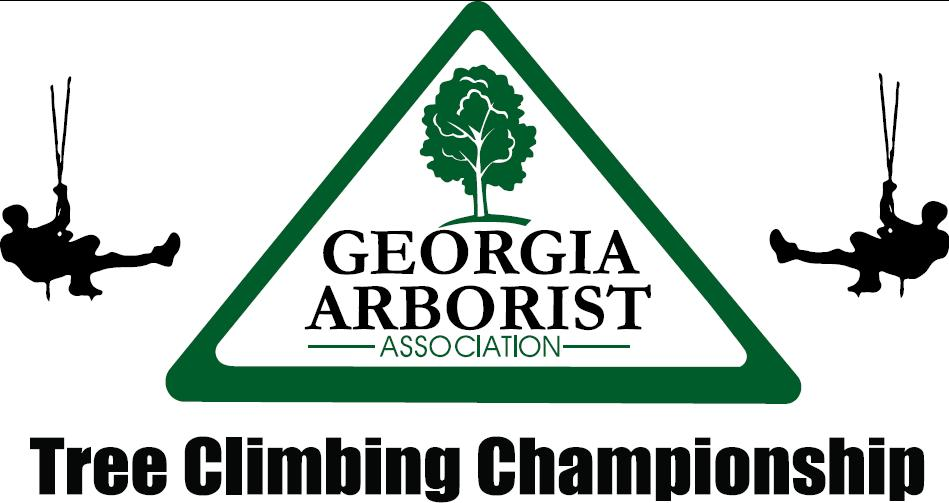 GEORGIA
ARBORIST
ASSOCIATION
Tree Climbing Championship